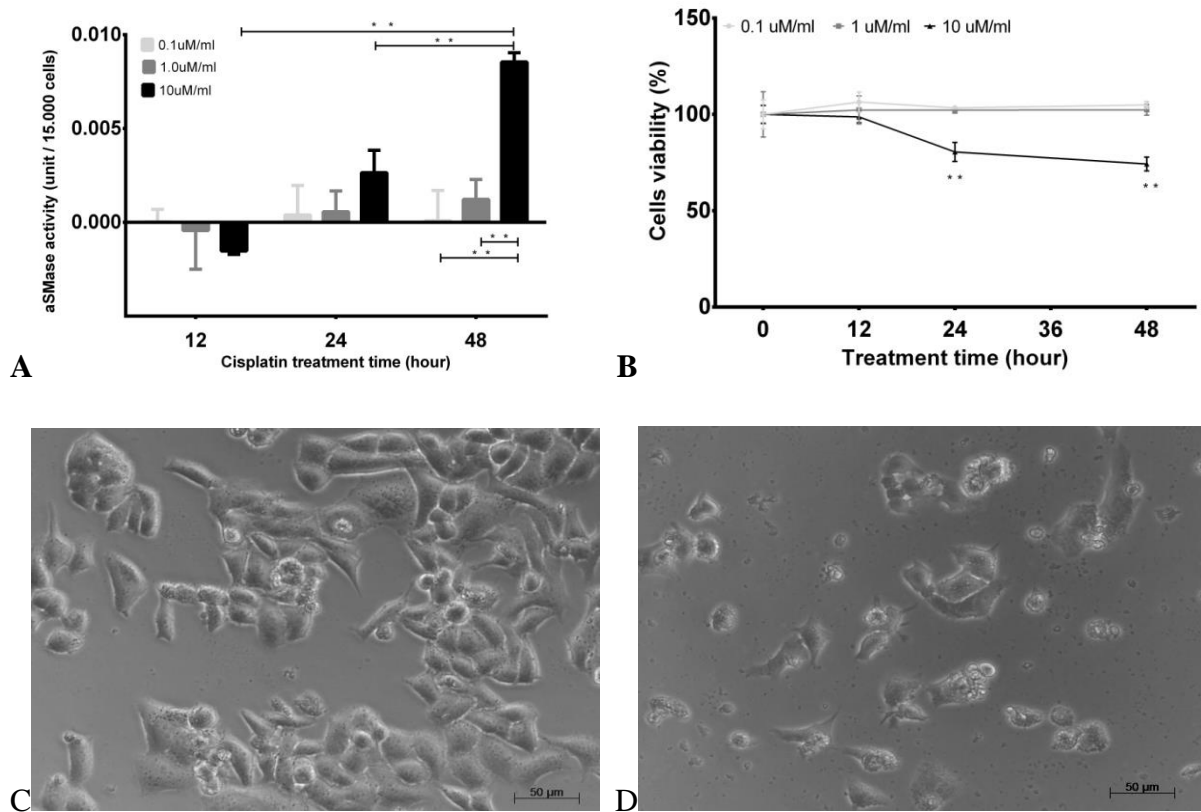 0.010
0.005
0.000
aSMase activity (unit / 15.000 cells)
0.1uM/ml
1.0uM/ml
10uM/ml
* *
* *
* *
* *
12 24 48
Cisplatin treatment time (hour)
A
150
100
50
0
Cells viability (%)
0.1 uM/ml 1 uM/ml 10 uM/ml
* *
* *
0 12 24 36 48
Treatment time (hour)
B
50 µm
C
50 µm
D